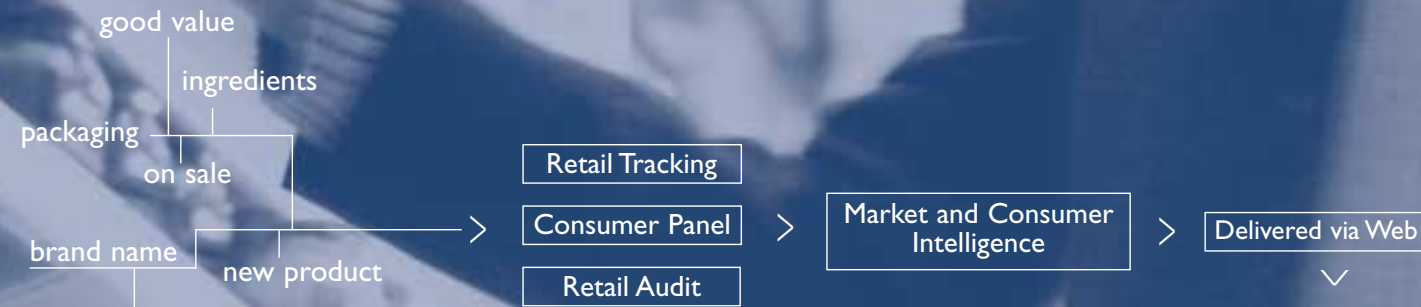 good value
ingredients
packaging
on sale
brand name
new product
Retail Tracking
Consumer Panel
Retail Audit
Market and Consumer
Intelligence
Delivered via Web